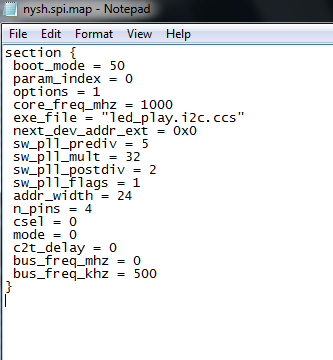 nysh.spi.map - Notepad
File Edit Format View Help
section {
boot_mode = 50
param_index = 0
options = 1
core_freq_mhz = 1000
exe_file = "led_play.i2c.ccs"
next_dev_addr_ext = 0x0
sw_pll_prediv = 5
sw_pll_mult = 32
sw_pll_postdiv = 2
sw_pll_flags = 1
addr_width = 24
n_pins = 4
csel = 0
mode = 0
c2t_delay = 0
bus_freq_mhz = 0
bus_freq_khz = 500
}